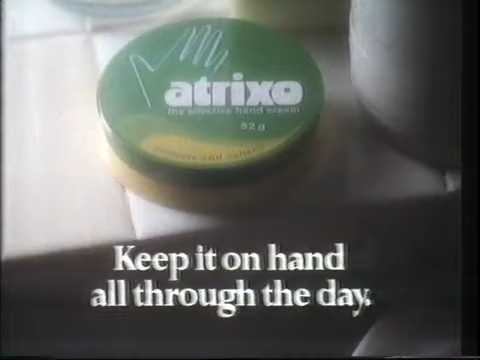 atrixo
the effective hand cream
82g
Keep it on hand
all through the day.